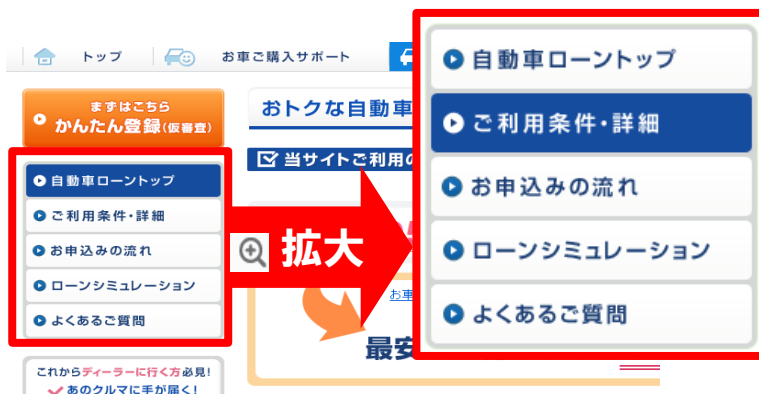 トップ
お車ご購入サポート
まずはこちら
かんたん登録(仮審査)
おトクな自動車
当サイトご利用の
自動車ローントップ
ご利用条件・詳細
お申込みの流れ
ローンシミュレーション
よくあるご質問
拡大
お車
最安
これからディーラーに行く方必見!
あのクルマに手が届く!
自動車ローントップ
ご利用条件・詳細
お申込みの流れ
ローンシミュレーション
よくあるご質問